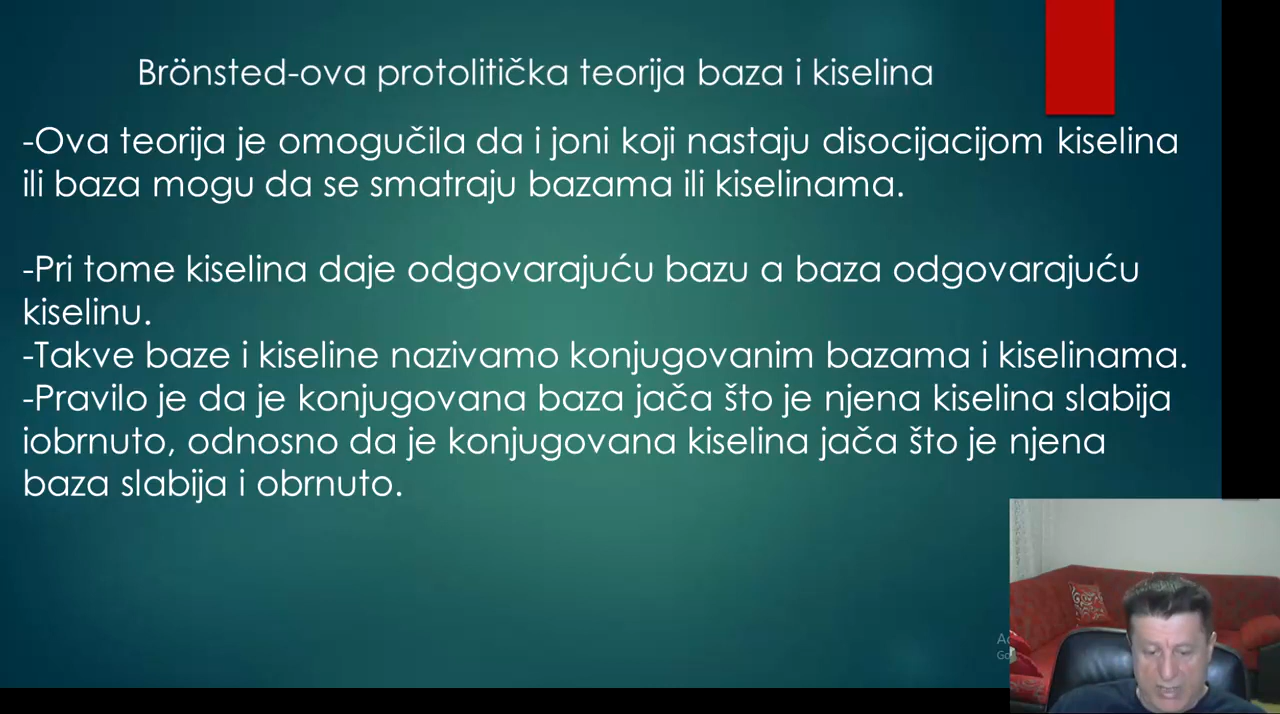 Brönsted-ova protolitička teorija baza i kiselina
-Ova teorija je omogučila da i joni koji nastaju disocijacijom kiselina
ili baza mogu da se smatraju bazama ili kiselinama.
-Pri tome kiselina daje odgovarajuću bazu a baza odgovarajuću
kiselinu.
-Takve baze i kiseline nazivamo konjugovanim bazama i kiselinama.
-Pravilo je da je konjugovana baza jača što je njena kiselina slabija
iobrnuto, odnosno da je konjugovana kiselina jača što je njena
baza slabija i obrnuto.